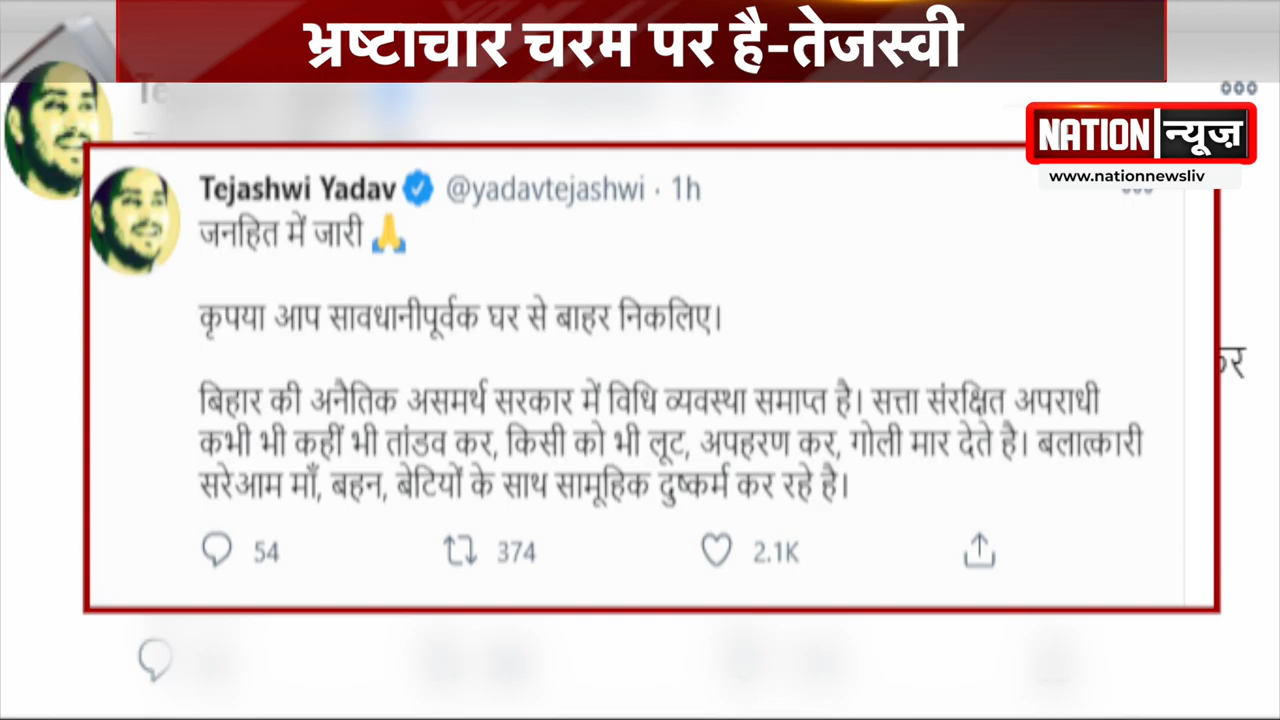 भ्रष्टाचार चरम पर है-तेजस्वी
NATION न्यूज़
www.nationnewsliv
Tejashwi Yadav @yadavtejashwi · 1h
जनहित में जारी 🙏
कृपया आप सावधानीपूर्वक घर से बाहर निकलिए।
बिहार की अनैतिक असमर्थ सरकार में विधि व्यवस्था समाप्त है। सत्ता संरक्षित अपराधी
कभी भी कहीं भी तांडव कर, किसी को भी लूट, अपहरण कर, गोली मार देते है। बलात्कारी
सरेआम माँ, बहन, बेटियों के साथ सामूहिक दुष्कर्म कर रहे है।
54 374 2.1K